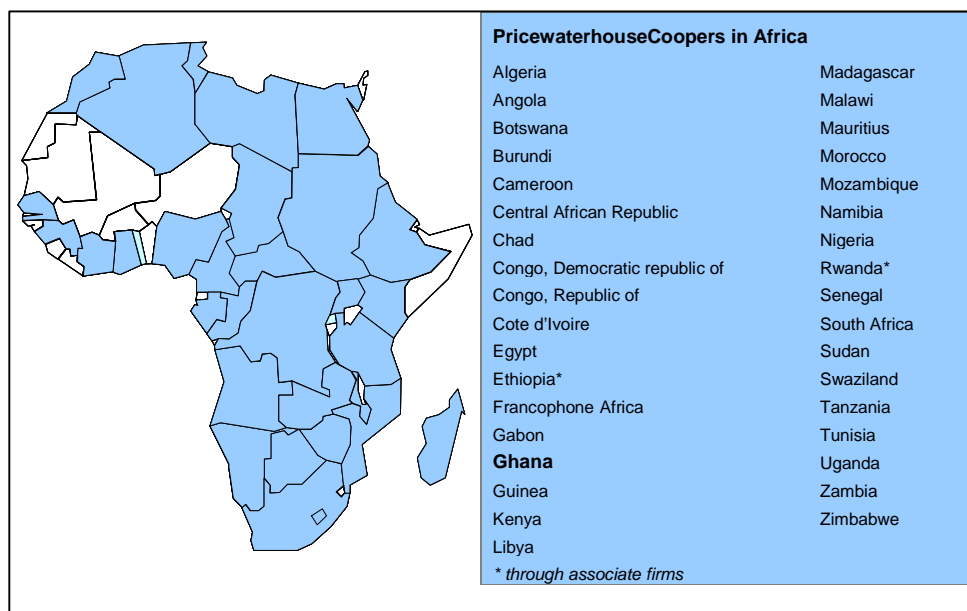 PricewaterhouseCoopers in Africa
Algeria
Angola
Botswana
Burundi
Cameroon
Central African Republic
Chad
Congo, Democratic republic of
Congo, Republic of
Cote d’Ivoire
Egypt
Ethiopia*
Francophone Africa
Gabon
Ghana
Guinea
Kenya
Libya
* through associate firms
Madagascar
Malawi
Mauritius
Morocco
Mozambique
Namibia
Nigeria
Rwanda*
Senegal
South Africa
Sudan
Swaziland
Tanzania
Tunisia
Uganda
Zambia
Zimbabwe